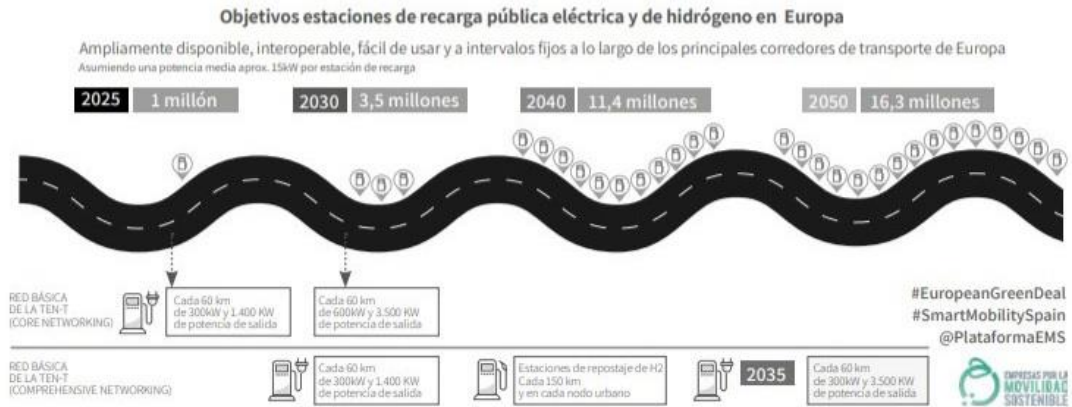 Objetivos estaciones de recarga pública eléctrica y de hidrógeno en Europa
Ampliamente disponible, interoperable, fácil de usar y a intervalos fijos a lo largo de los principales corredores de transporte de Europa
Asumiendo una potencia media aprox. 15kW por estación de recarga
2025 1 millón
2030 3,5 millones
2040 11,4 millones
2050 16,3 millones
RED BÁSICA
DE LA TEN-T
(CORE NETWORKING)
Cada 60 km
de 300kW y 1.400 KW
de potencia de salida
Cada 60 km
de 600kW y 3.500 KW
de potencia de salida
#EuropeanGreenDeal
#SmartMobilitySpain
@PlataformaEMS
RED BÁSICA
DE LA TEN-T
(COMPREHENSIVE NETWORKING)
Cada 60 km
de 300kW y 1.400 KW
de potencia de salida
Estaciones de repostaje de H2
Cada 150 km
y en cada nodo urbano
2035
Cada 60 km
de 300kW y 3.500 KW
de potencia de salida
EMPRESAS POR LA
MOVILIDAD
SOSTENIBLE